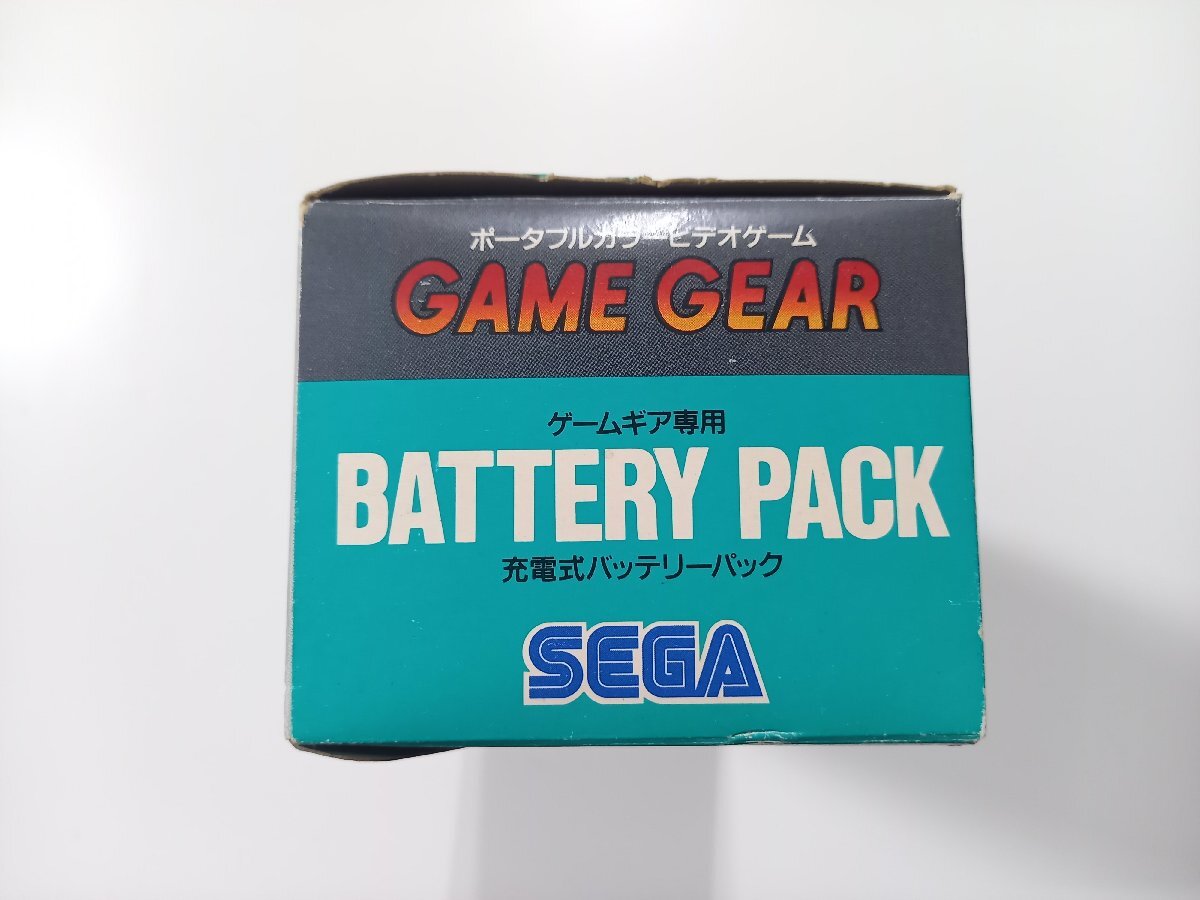 ポータブルカラービデオゲーム
GAME GEAR
ゲームギア専用
BATTERY PACK
充電式バッテリーパック
SEGA